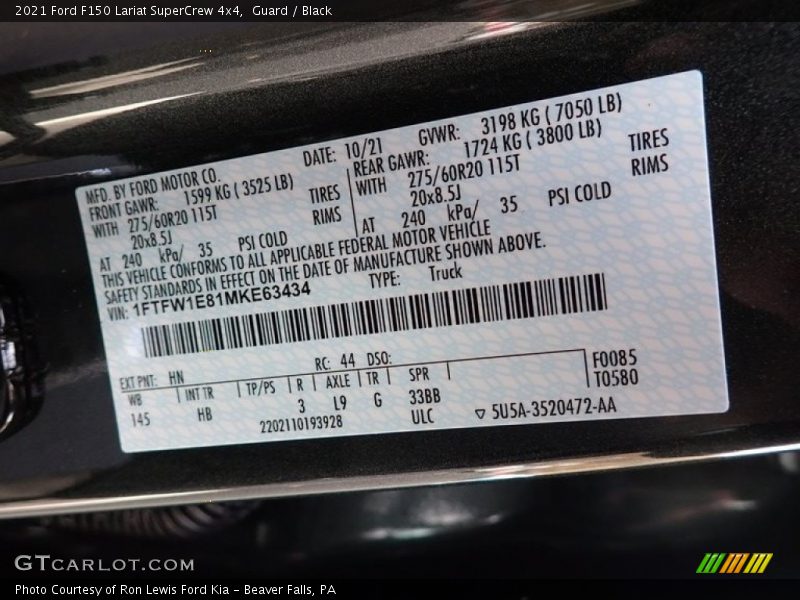 2021 Ford F150 Lariat SuperCrew 4x4, Guard / Black
MFD. BY FORD MOTOR CO.
DATE: 10/21
GVWR: 3198 KG ( 7050 LB)
FRONT GAWR: 1599 KG ( 3525 LB)
REAR GAWR: 1724 KG ( 3800 LB)
WITH 275/60R20 115T TIRES
WITH 275/60R20 115T TIRES
20x8.5J RIMS
20x8.5J RIMS
AT 240 kPa/ 35 PSI COLD
AT 240 kPa/ 35 PSI COLD
THIS VEHICLE CONFORMS TO ALL APPLICABLE FEDERAL MOTOR VEHICLE
SAFETY STANDARDS IN EFFECT ON THE DATE OF MANUFACTURE SHOWN ABOVE.
VIN: 1FTFW1E81MKE63434
TYPE: Truck
EXT PNT: HN RC: 44 DSO:
F0085
T0580
WB INT TR TP/PS R AXLE TR SPR
145 HB 3 L9 G 33BB
2202110193928 ULC
▽ 5U5A-3520472-AA
GTCARLOT.COM
Photo Courtesy of Ron Lewis Ford Kia – Beaver Falls, PA